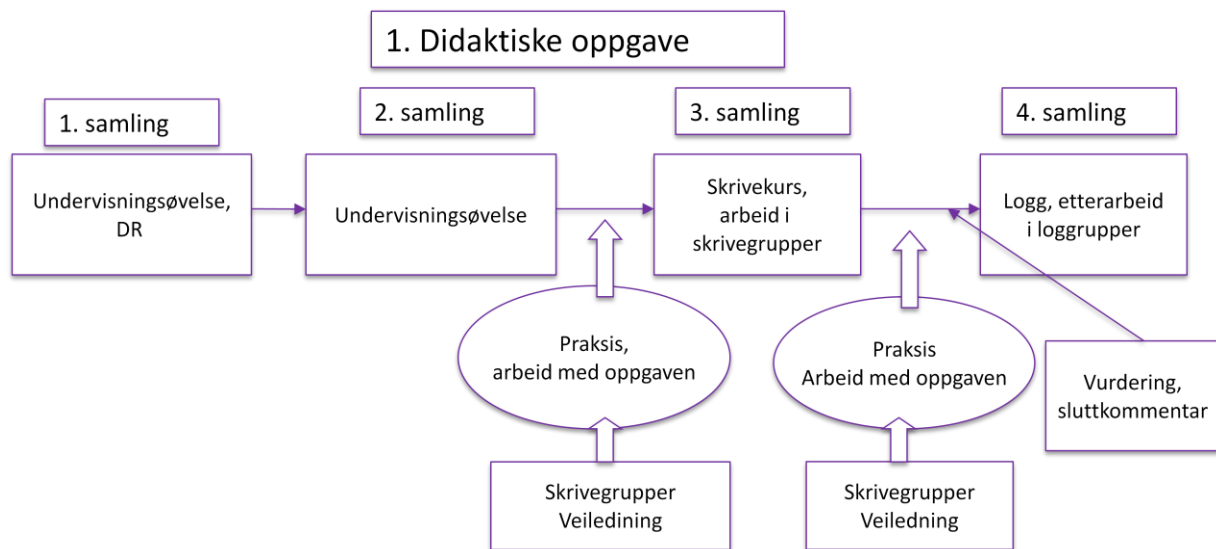 1. Didaktiske oppgave
1. samling
2. samling
3. samling
4. samling
Undervisningsøvelse,
DR
Undervisningsøvelse
Skrivekurs,
arbeid i
skrivegrupper
Logg, etterarbeid
i loggrupper
Praksis,
arbeid med oppgaven
Praksis
Arbeid med oppgaven
Vurdering,
sluttkommentar
Skrivegrupper
Veiledining
Skrivegrupper
Veiledning